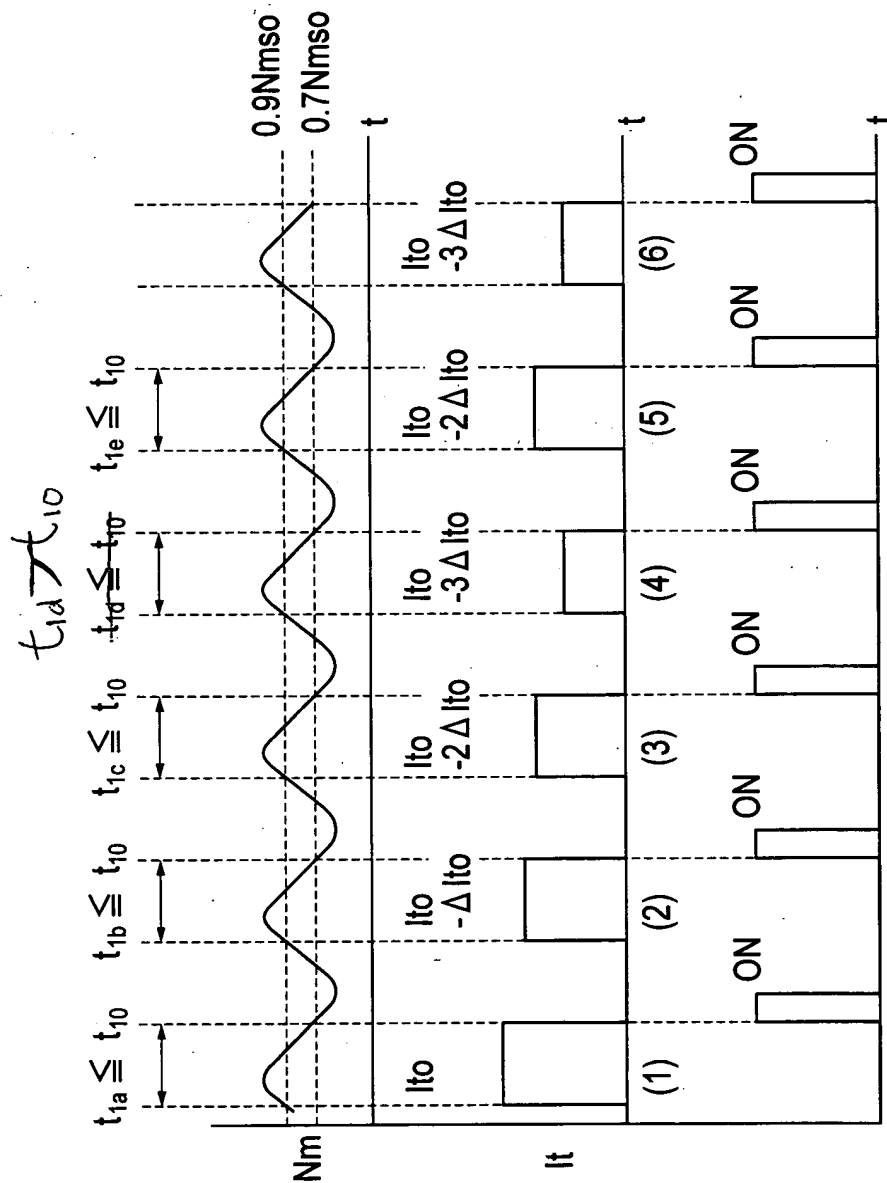 t₁d > t₁₀
t₁ₐ ≦ t₁₀
t₁b ≦ t₁₀
t₁c ≦ t₁₀
t₁d ≦ t₁₀
t₁ₑ ≦ t₁₀
Nm
0.9Nmso
0.7Nmso
t
It
Ito
Ito
-ΔIto
Ito
-2ΔIto
Ito
-3ΔIto
Ito
-2ΔIto
Ito
-3ΔIto
t
(1)
(2)
(3)
(4)
(5)
(6)
ON
ON
ON
ON
ON
ON
t